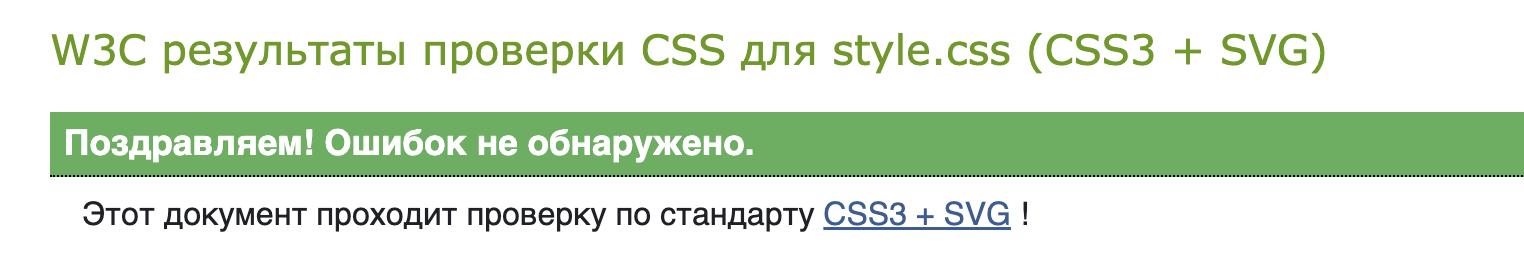 W3C результаты проверки CSS для style.css (CSS3 + SVG)
Поздравляем! Ошибок не обнаружено.
Этот документ проходит проверку по стандарту CSS3 + SVG !